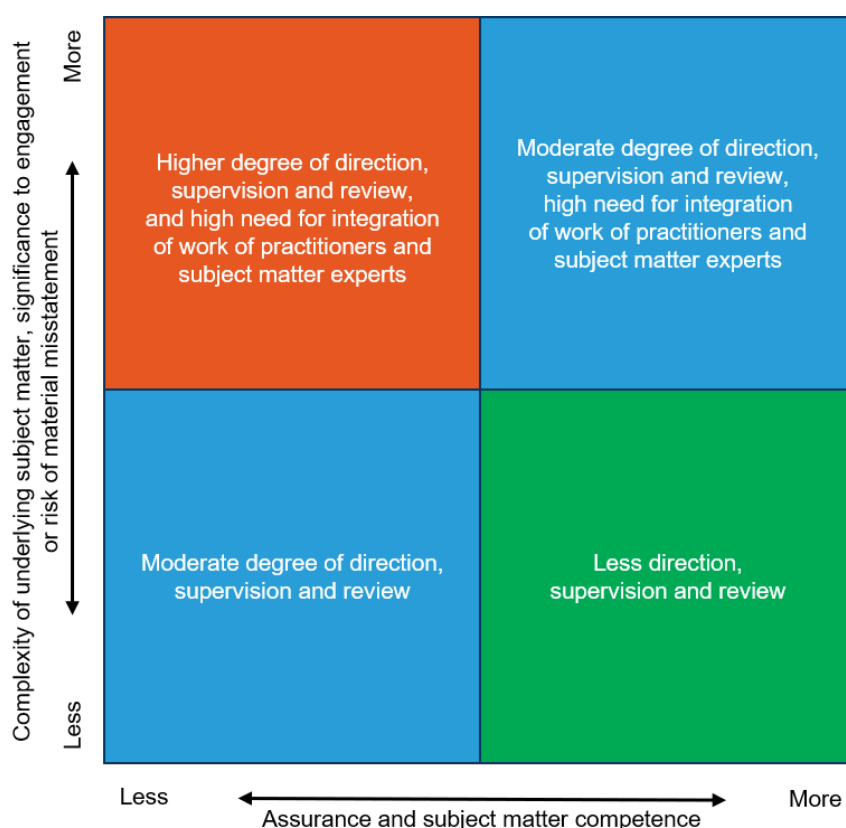 More
Complexity of underlying subject matter, significance to engagement
or risk of material misstatement
Less
Higher degree of direction,
supervision and review,
and high need for integration
of work of practitioners and
subject matter experts
Moderate degree of direction,
supervision and review,
high need for integration
of work of practitioners and
subject matter experts
Moderate degree of direction,
supervision and review
Less direction,
supervision and review
Less
More
Assurance and subject matter competence